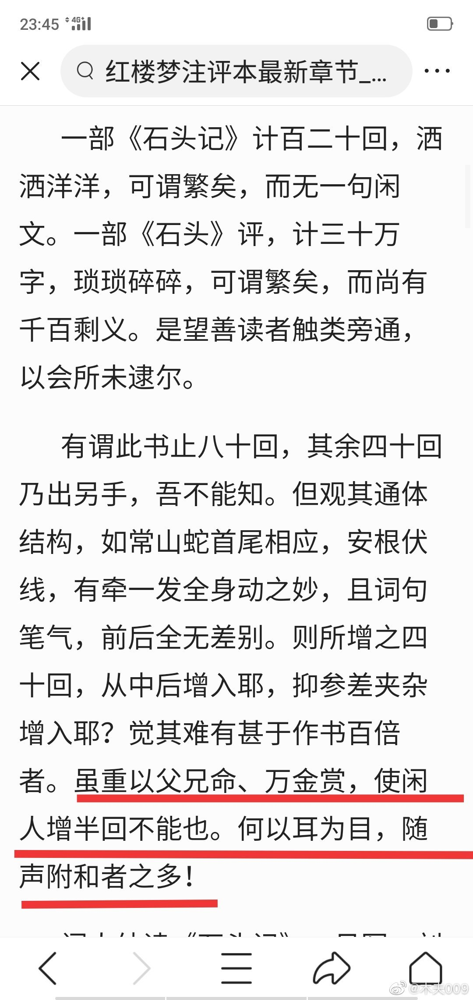 23:45 4G+
红楼梦注评本最新章节_...
一部《石头记》计百二十回，洒
洒洋洋，可谓繁矣，而无一句闲
文。一部《石头》评，计三十万
字，琐琐碎碎，可谓繁矣，而尚有
千百剩义。是望善读者触类旁通，
以会所未逮尔。
有谓此书止八十回，其余四十回
乃出另手，吾不能知。但观其通体
结构，如常山蛇首尾相应，安根伏
线，有牵一发全身动之妙，且词句
笔气，前后全无差别。则所增之四
十回，从中后增入耶，抑参差夹杂
增入耶？觉其难有甚于作书百倍
者。虽重以父兄命、万金赏，使闲
人增半回不能也。何以耳为目，随
声附和者之多！
@木夫009